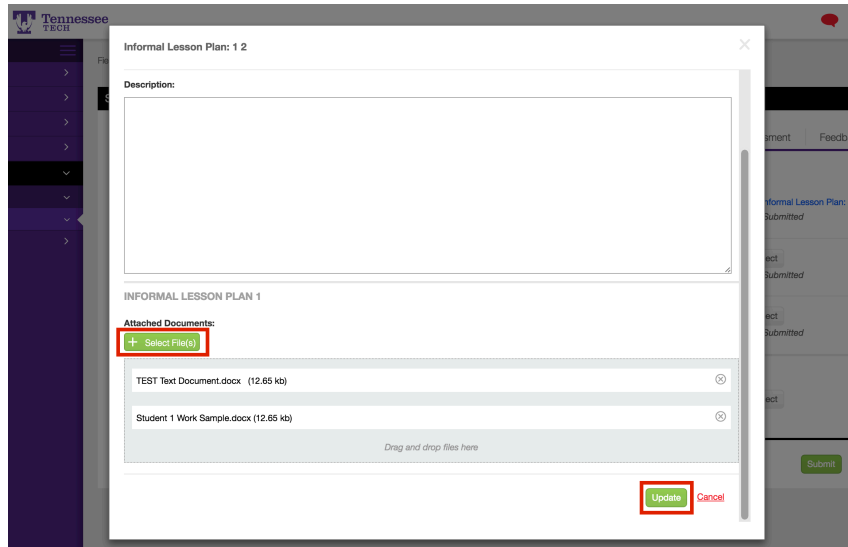 Tennessee
TECH
Informal Lesson Plan: 1 2
Fie
Description:
sment Feedb
nformal Lesson Plan:
Submitted
ect
Submitted
INFORMAL LESSON PLAN 1
ect
Attached Documents:
Submitted
+ Select File(s)
TEST Text Document.docx (12.65 kb)
ect
Student 1 Work Sample.docx (12.65 kb)
Drag and drop files here
Submit
Update Cancel